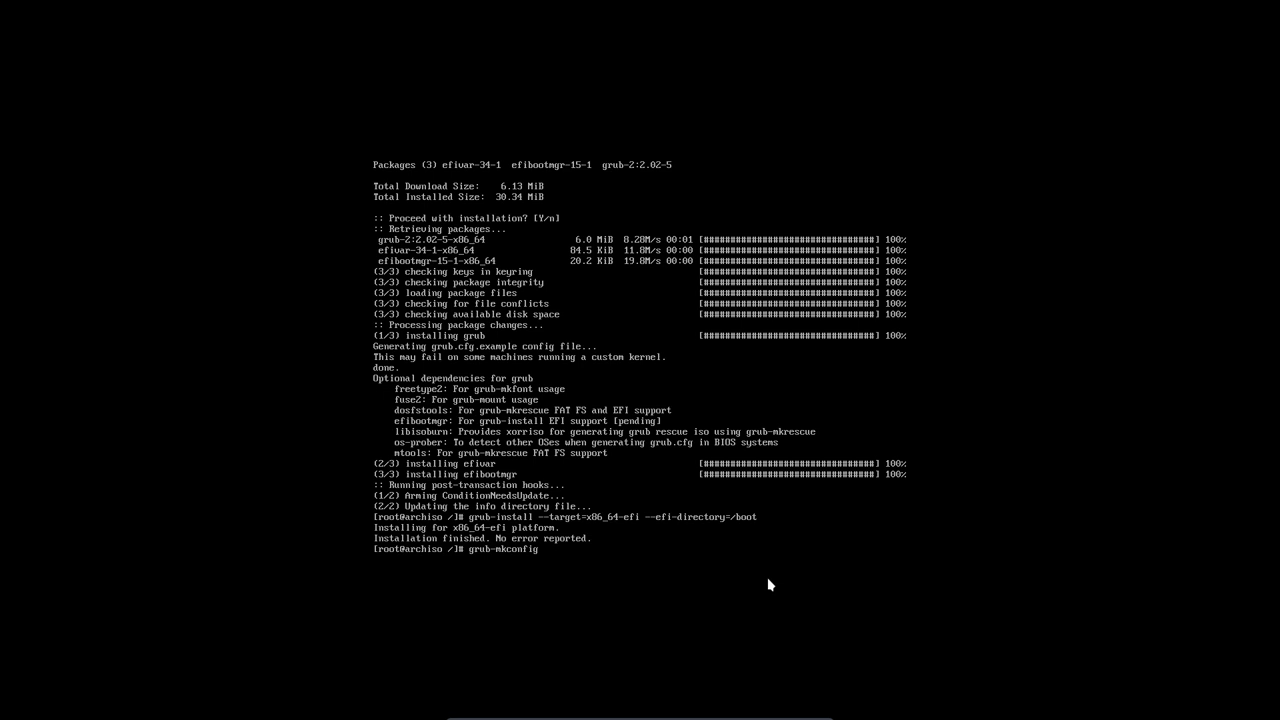 Packages (3) efivar-34-1  efibootmgr-15-1  grub-2:2.02-5
Total Download Size:    6.13 MiB
Total Installed Size:  30.34 MiB
:: Proceed with installation? [Y/n]
:: Retrieving packages...
grub-2:2.02-5-x86_64 6.0 MiB 8.28M/s 00:01 [################################] 100%
efivar-34-1-x86_64 84.5 KiB 11.8M/s 00:00 [################################] 100%
efibootmgr-15-1-x86_64 20.2 KiB 19.8M/s 00:00 [################################] 100%
(3/3) checking keys in keyring [################################] 100%
(3/3) checking package integrity [################################] 100%
(3/3) loading package files [################################] 100%
(3/3) checking for file conflicts [################################] 100%
(3/3) checking available disk space [################################] 100%
:: Processing package changes...
(1/3) installing grub [################################] 100%
Generating grub.cfg.example config file...
This may fail on some machines running a custom kernel.
done.
Optional dependencies for grub
freetype2: For grub-mkfont usage
fuse2: For grub-mount usage
dosfstools: For grub-mkrescue FAT FS and EFI support
efibootmgr: For grub-install EFI support [pending]
libisoburn: Provides xorriso for generating grub rescue iso using grub-mkrescue
os-prober: To detect other OSes when generating grub.cfg in BIOS systems
mtools: For grub-mkrescue FAT FS support
(2/3) installing efivar [################################] 100%
(3/3) installing efibootmgr [################################] 100%
:: Running post-transaction hooks...
(1/2) Arming ConditionNeedsUpdate...
(2/2) Updating the info directory file...
[root@archiso /]# grub-install --target=x86_64-efi --efi-directory=/boot
Installing for x86_64-efi platform.
Installation finished. No error reported.
[root@archiso /]# grub-mkconfig